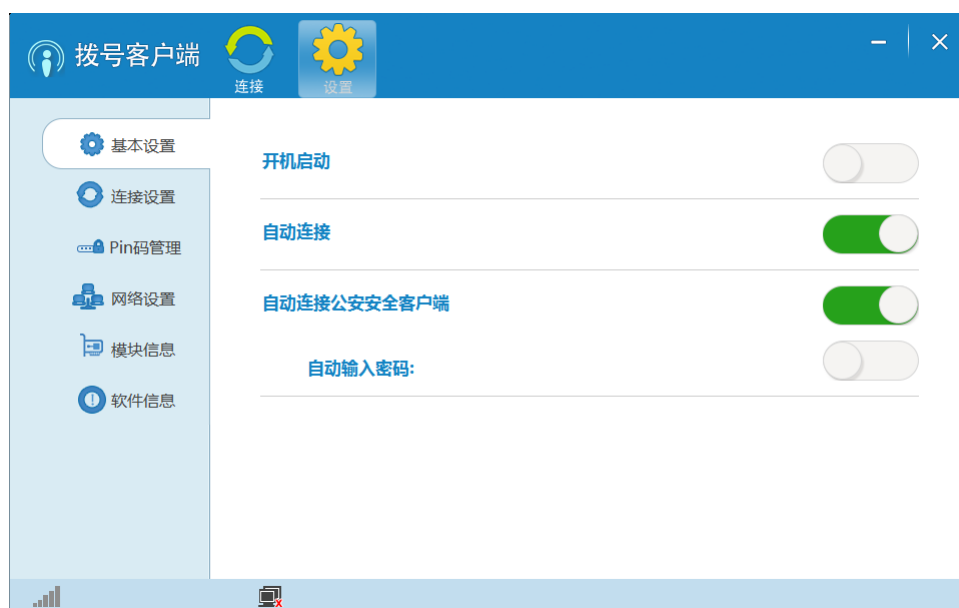 拨号客户端
连接
设置
基本设置
连接设置
Pin码管理
网络设置
模块信息
软件信息
开机启动
自动连接
自动连接公安安全客户端
自动输入密码: